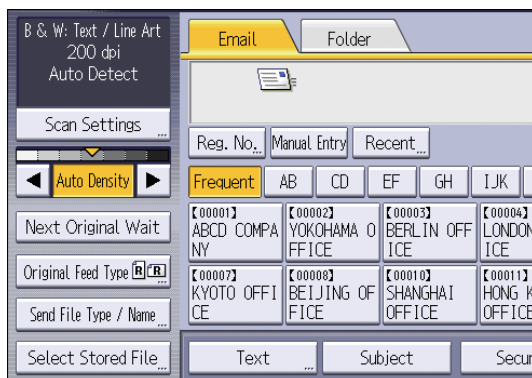 B & W: Text / Line Art
200 dpi
Auto Detect
Scan Settings
Auto Density
Next Original Wait
Original Feed Type R R
Send File Type / Name
Select Stored File
Email Folder
Reg. No. Manual Entry Recent
Frequent AB CD EF GH IJK
[00001] [00002] [00003] [00004]
ABCD COMPA YOKOHAMA O BERLIN OFF LONDON
NY FFICE ICE ICE
[00007] [00008] [00010] [00011]
KYOTO OFFI BEIJING OF SHANGHAI HONG K
CE FICE OFFICE OFFICE
Text Subject Secur